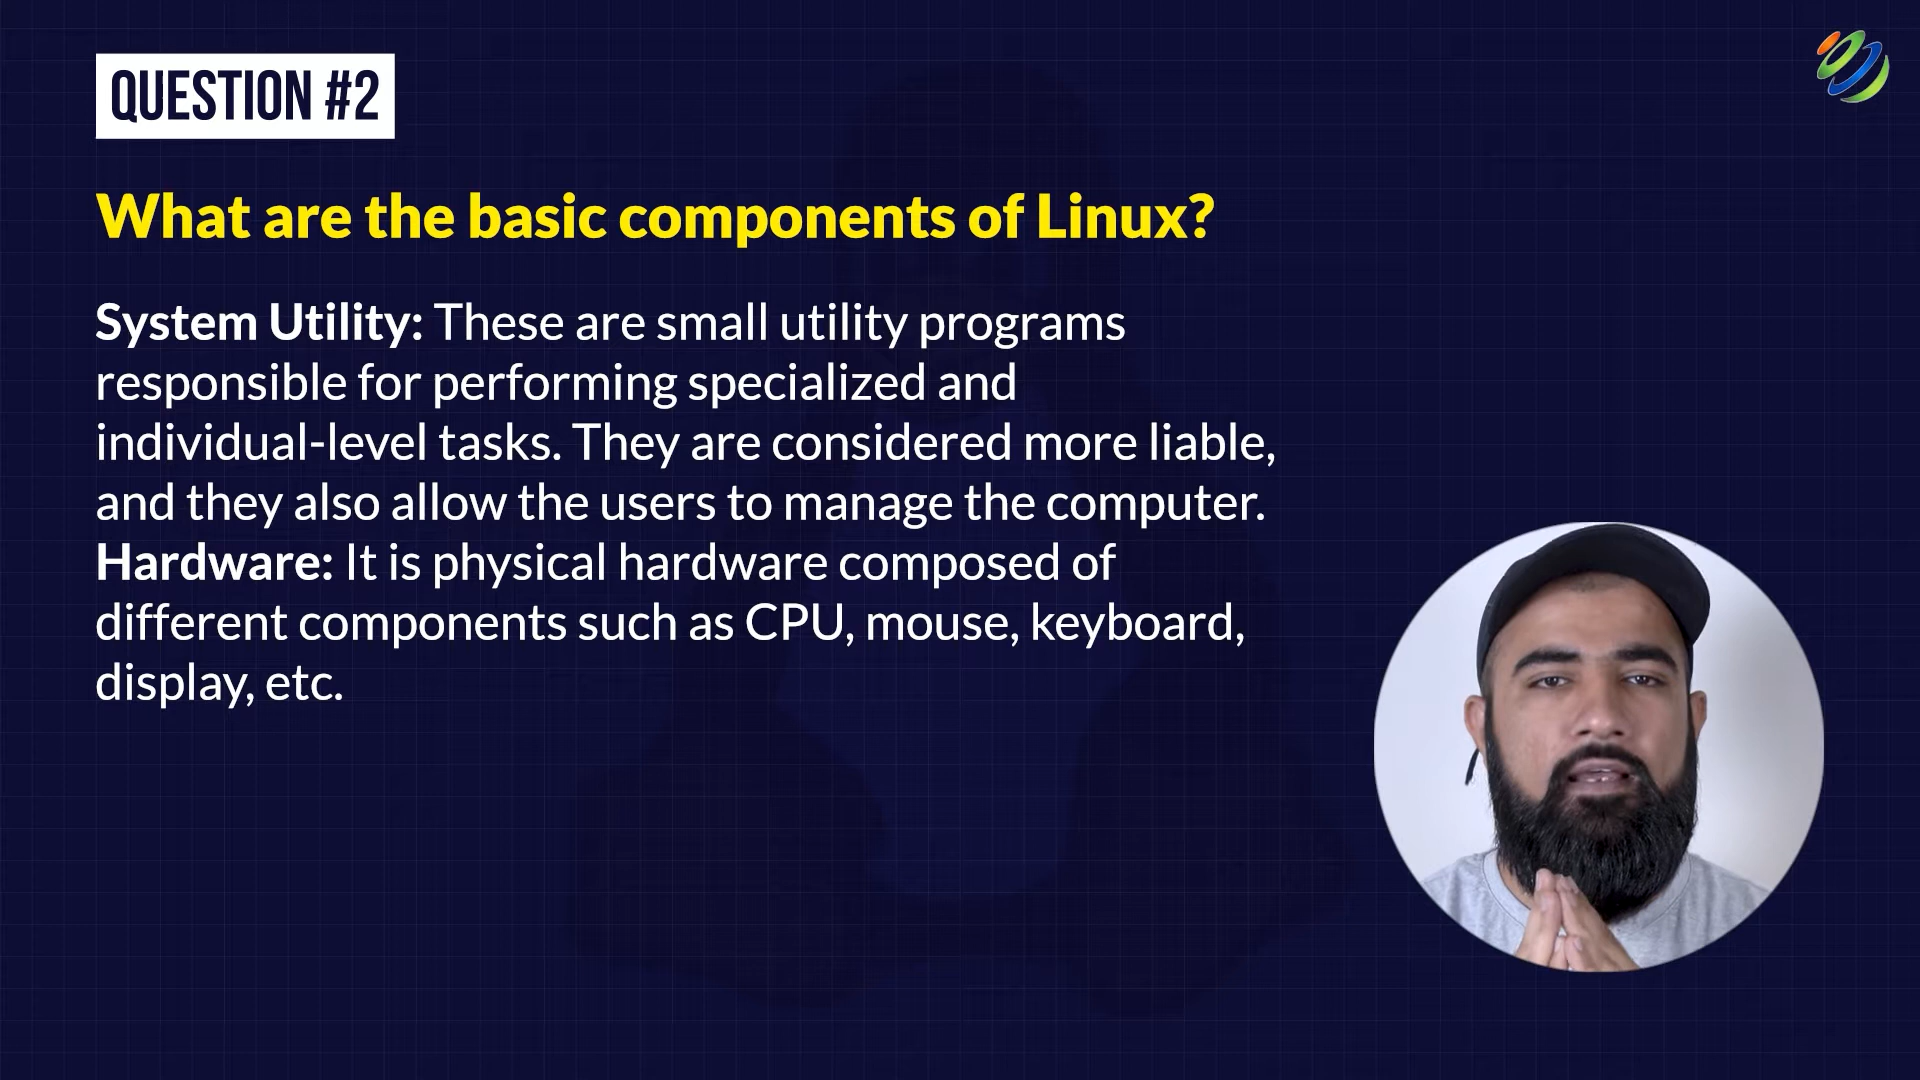 QUESTION #2
What are the basic components of Linux?
System Utility: These are small utility programs
responsible for performing specialized and
individual-level tasks. They are considered more liable,
and they also allow the users to manage the computer.
Hardware: It is physical hardware composed of
different components such as CPU, mouse, keyboard,
display, etc.